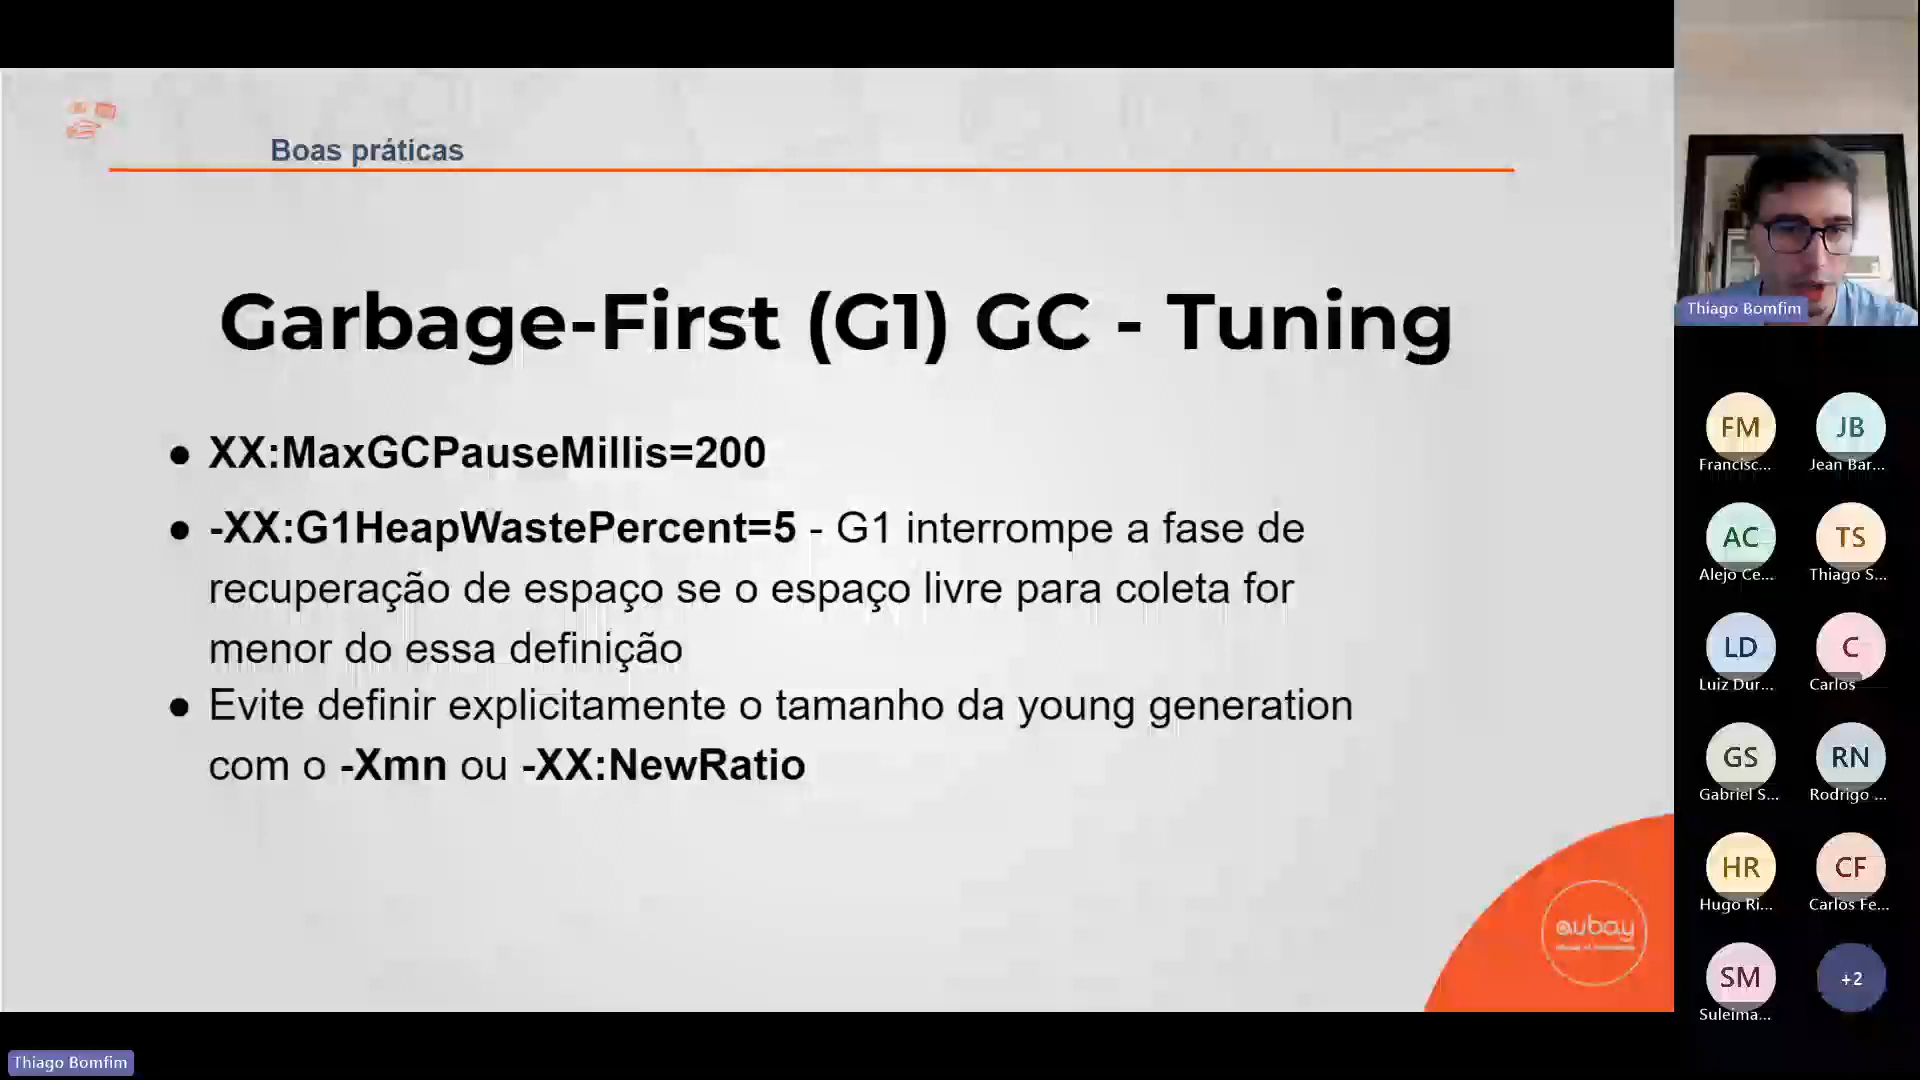 Boas práticas
Garbage-First (G1) GC - Tuning
● XX:MaxGCPauseMillis=200
● -XX:G1HeapWastePercent=5 - G1 interrompe a fase de
recuperação de espaço se o espaço livre para coleta for
menor do essa definição
● Evite definir explicitamente o tamanho da young generation
com o -Xmn ou -XX:NewRatio
aubay
Thiago Bomfim
Thiago Bomfim
FM
JB
Francisc...
Jean Bar...
AC
TS
Alejo Ce...
Thiago S...
LD
C
Luiz Dur...
Carlos
GS
RN
Gabriel S...
Rodrigo ...
HR
CF
Hugo Ri...
Carlos Fe...
SM
+2
Suleima...